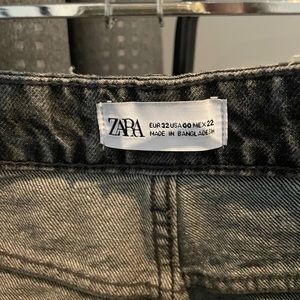 ZARA
EUR 32 USA 00 MEX 22
MADE IN BANGLADESH